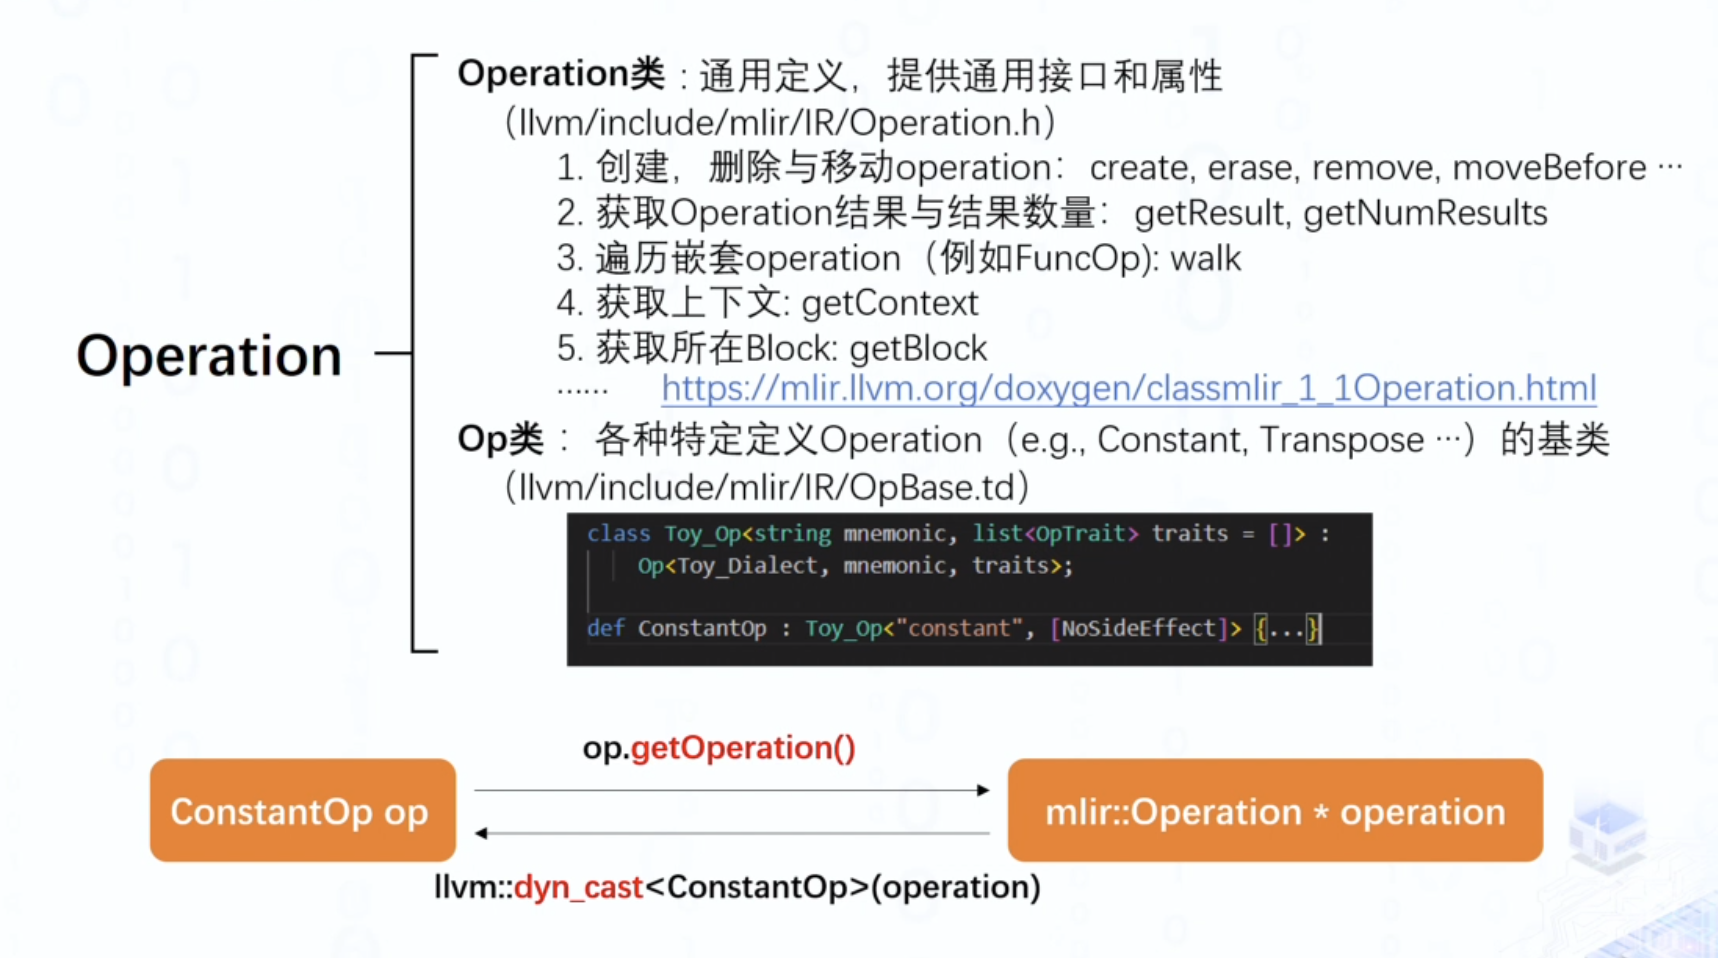 Operation
Operation类 : 通用定义，提供通用接口和属性
（llvm/include/mlir/IR/Operation.h）
1. 创建，删除与移动operation： create, erase, remove, moveBefore ···
2. 获取Operation结果与结果数量： getResult, getNumResults
3. 遍历嵌套operation（例如FuncOp): walk
4. 获取上下文: getContext
5. 获取所在Block: getBlock
······ https://mlir.llvm.org/doxygen/classmlir_1_1Operation.html
Op类 ： 各种特定定义Operation（e.g., Constant, Transpose ···）的基类
（llvm/include/mlir/IR/OpBase.td）
class Toy_Op<string mnemonic, list<OpTrait> traits = []> :
Op<Toy_Dialect, mnemonic, traits>;
def ConstantOp : Toy_Op<"constant", [NoSideEffect]> {...}
op.getOperation()
ConstantOp op
mlir::Operation * operation
llvm::dyn_cast<ConstantOp>(operation)